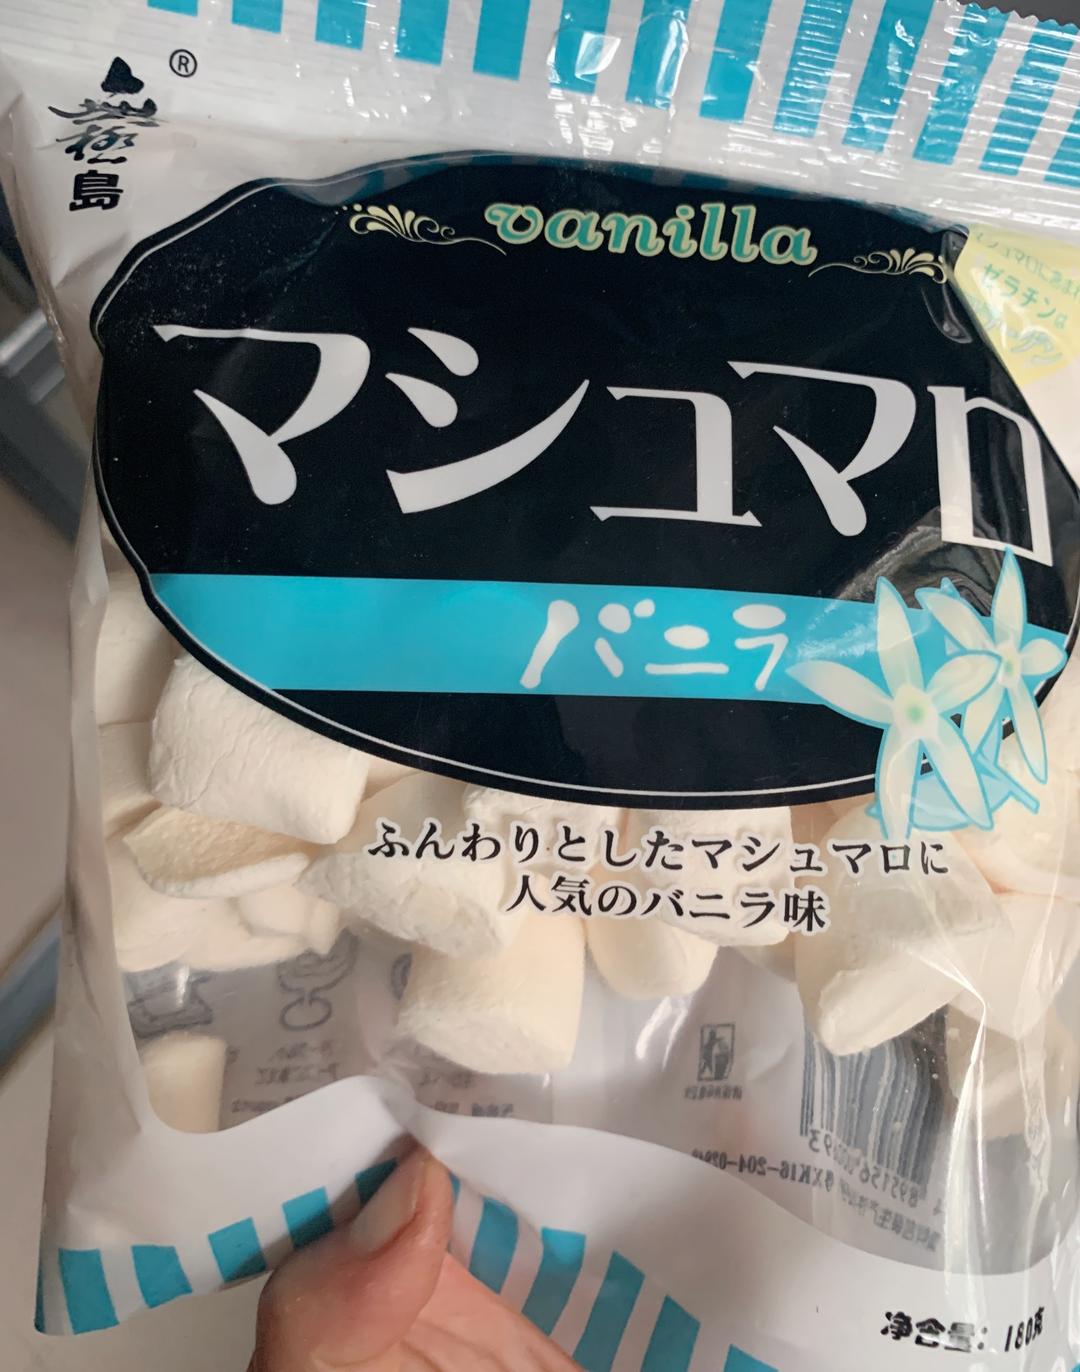 ®
極
島
vanilla
ゼラチンは
マシュマロ
バニラ
ふんわりとしたマシュマロに
人気のバニラ味
净含量：180克